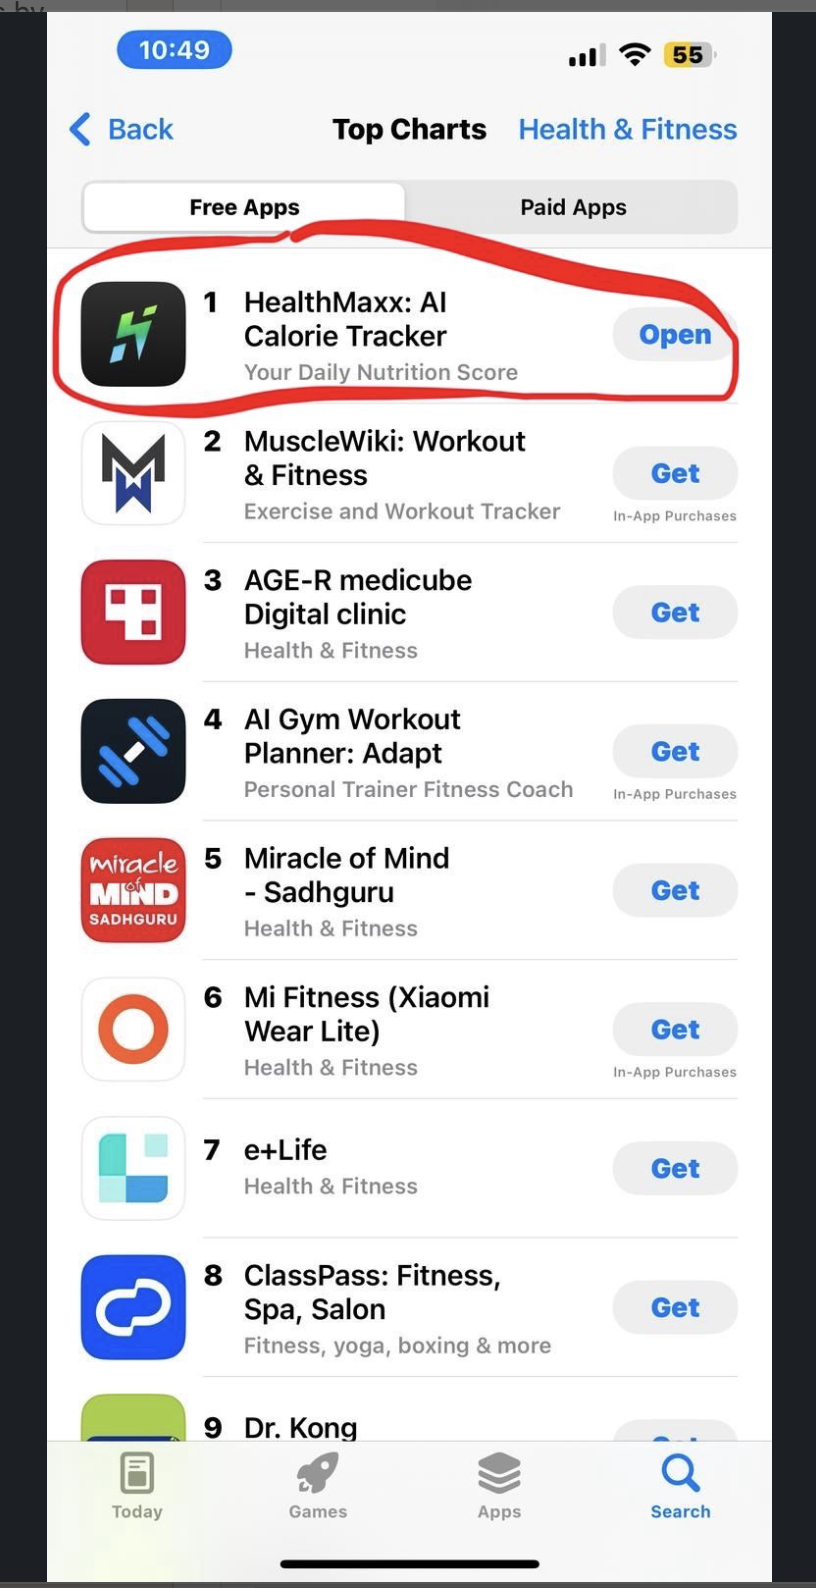 10:49
55
Back
Top Charts
Health & Fitness
Free Apps
Paid Apps
1 HealthMaxx: AI
Calorie Tracker
Your Daily Nutrition Score
Open
2 MuscleWiki: Workout
& Fitness
Exercise and Workout Tracker
Get
In-App Purchases
3 AGE-R medicube
Digital clinic
Health & Fitness
Get
4 AI Gym Workout
Planner: Adapt
Personal Trainer Fitness Coach
Get
In-App Purchases
miracle
of
MIND
SADHGURU
5 Miracle of Mind
- Sadhguru
Health & Fitness
Get
6 Mi Fitness (Xiaomi
Wear Lite)
Health & Fitness
Get
In-App Purchases
7 e+Life
Health & Fitness
Get
8 ClassPass: Fitness,
Spa, Salon
Fitness, yoga, boxing & more
Get
9 Dr. Kong
Today
Games
Apps
Search